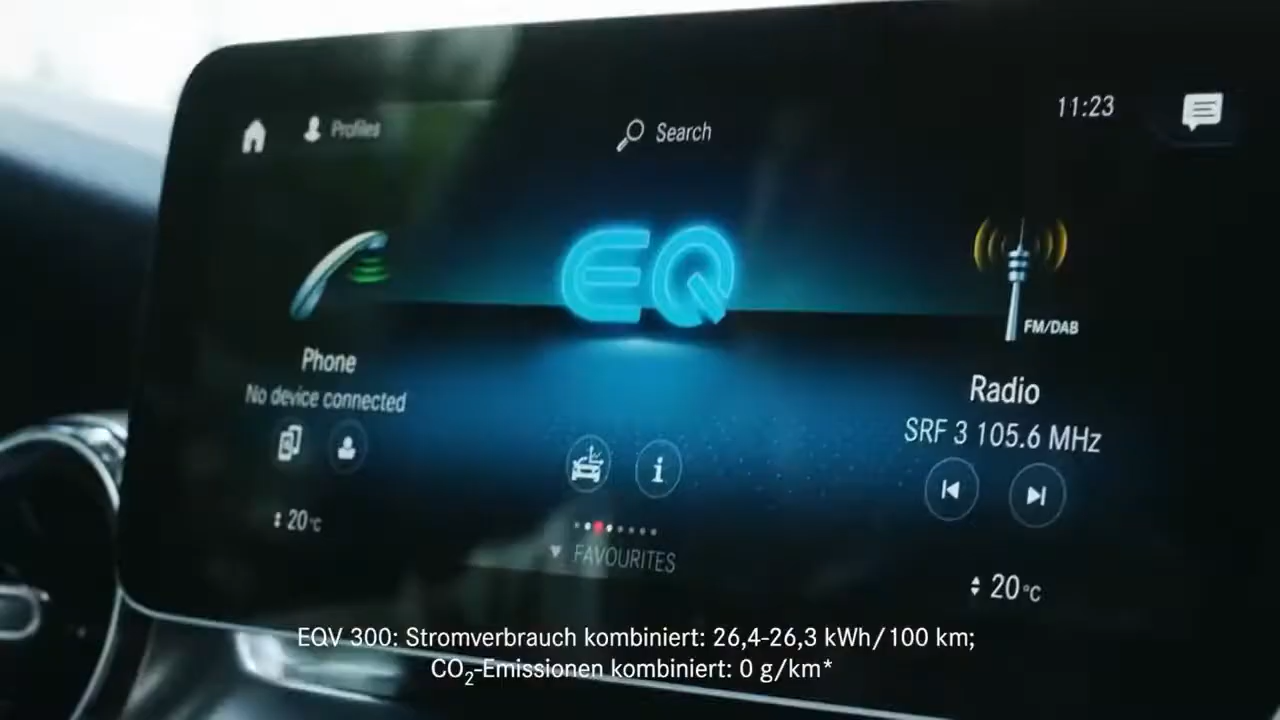 Profiles
Search
11:23
EQ
FM/DAB
Phone
No device connected
Radio
SRF 3 105.6 MHz
i
20°C
FAVOURITES
20°C
EQV 300: Stromverbrauch kombiniert: 26,4-26,3 kWh/100 km;
CO₂-Emissionen kombiniert: 0 g/km*